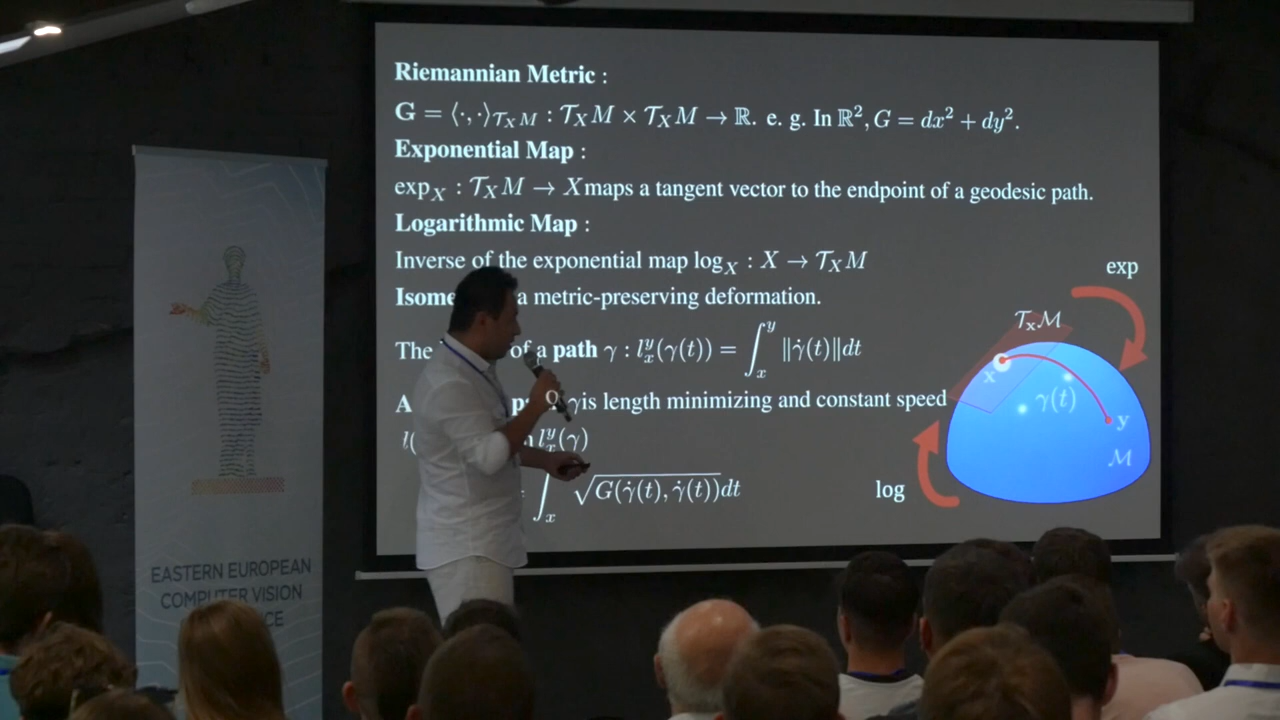 Riemannian Metric :
G = ⟨·,·⟩_{𝒯_X M} : 𝒯_X M × 𝒯_X M → ℝ. e. g. In ℝ², G = dx² + dy².
Exponential Map :
exp_X : 𝒯_X M → X maps a tangent vector to the endpoint of a geodesic path.
Logarithmic Map :
Inverse of the exponential map log_X : X → 𝒯_X M
a metric-preserving deformation.
The of a path γ : l_x^y(γ(t)) = ∫_x^y ‖γ̇(t)‖dt
A γ is length minimizing and constant speed
l( l_x^y(γ)
∫_x √G(γ̇(t), γ̇(t))dt
exp
𝒯_x ℳ
x
γ(t)
y
ℳ
log
EASTERN EUROPEAN
COMPUTER VISION